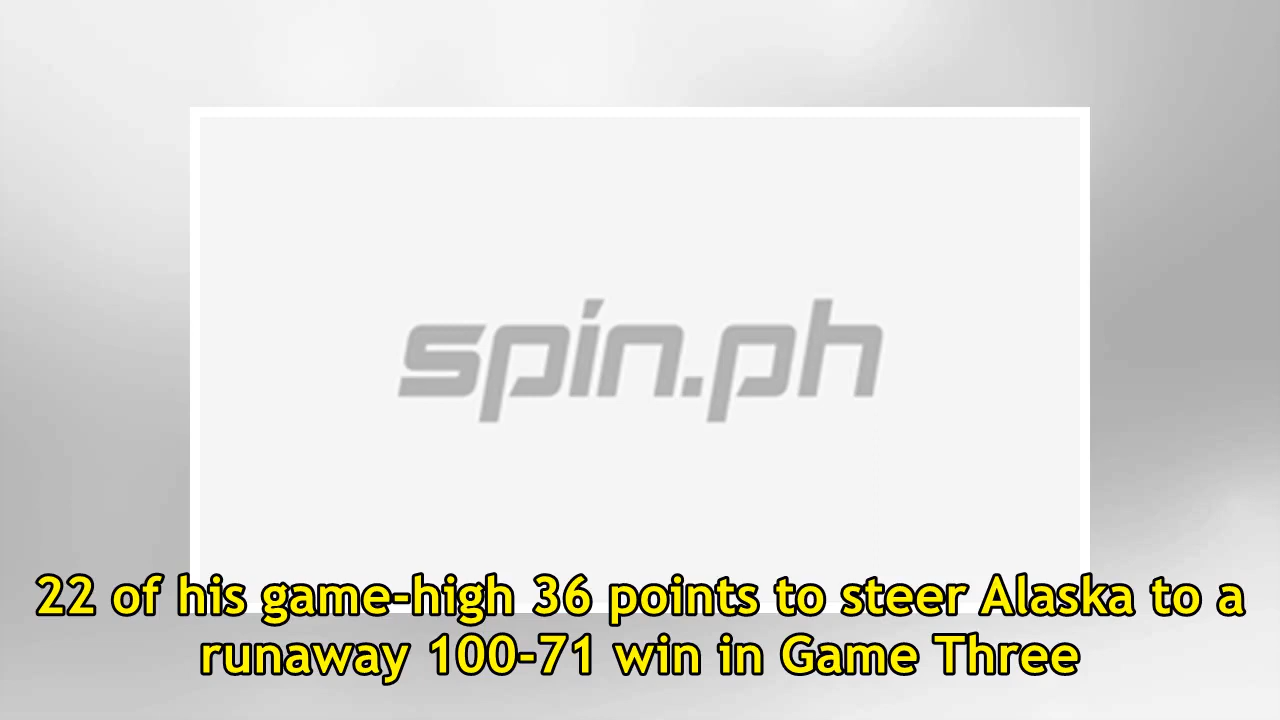 spin.ph
22 of his game-high 36 points to steer Alaska to a
runaway 100-71 win in Game Three